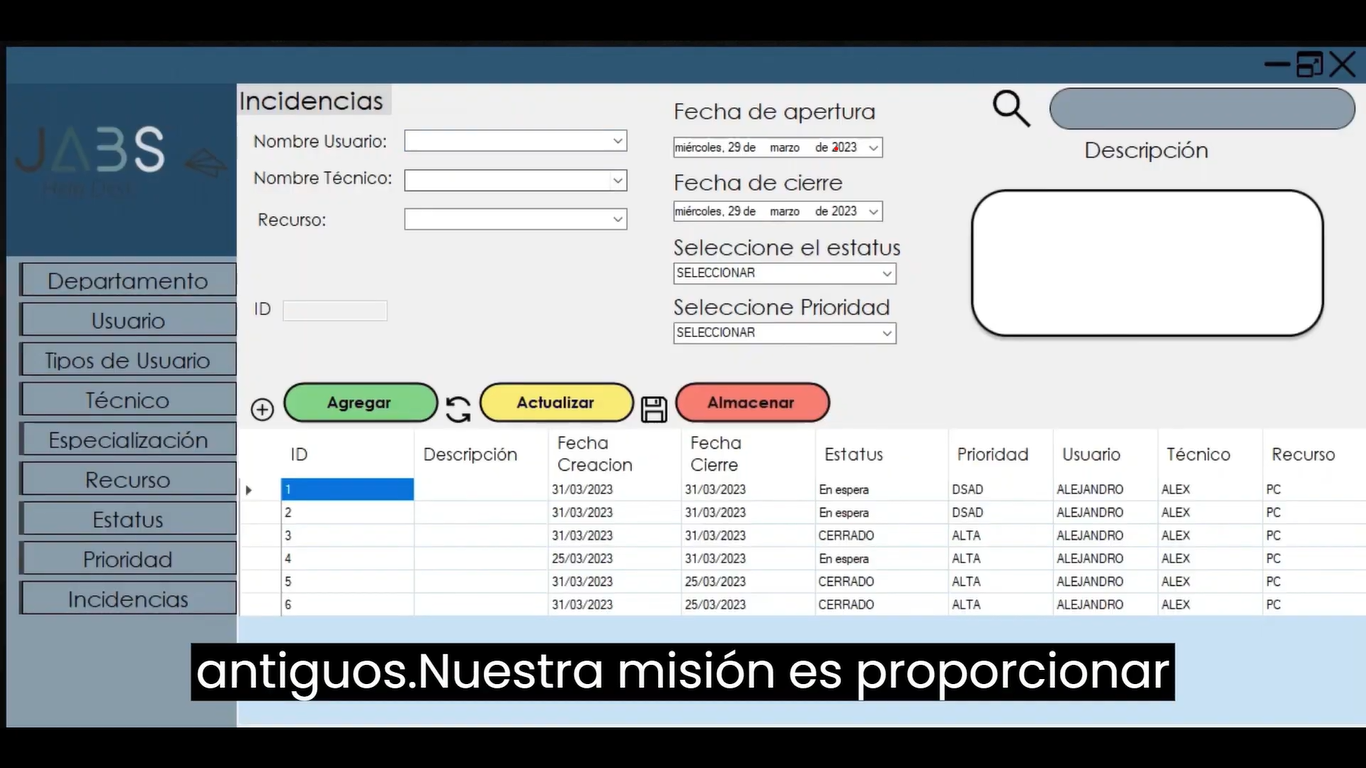 JABS
Incidencias
Nombre Usuario:
Nombre Técnico:
Recurso:
ID
Fecha de apertura
miércoles, 29 de marzo de 2023
Fecha de cierre
miércoles, 29 de marzo de 2023
Seleccione el estatus
SELECCIONAR
Seleccione Prioridad
SELECCIONAR
Descripción
Departamento
Usuario
Tipos de Usuario
Técnico
Especialización
Recurso
Estatus
Prioridad
Incidencias
Agregar
Actualizar
Almacenar
ID Descripción Fecha Creacion Fecha Cierre Estatus Prioridad Usuario Técnico Recurso
1 31/03/2023 31/03/2023 En espera DSAD ALEJANDRO ALEX PC
2 31/03/2023 31/03/2023 En espera DSAD ALEJANDRO ALEX PC
3 31/03/2023 31/03/2023 CERRADO ALTA ALEJANDRO ALEX PC
4 25/03/2023 31/03/2023 En espera ALTA ALEJANDRO ALEX PC
5 31/03/2023 25/03/2023 CERRADO ALTA ALEJANDRO ALEX PC
6 31/03/2023 25/03/2023 CERRADO ALTA ALEJANDRO ALEX PC
antiguos.Nuestra misión es proporcionar